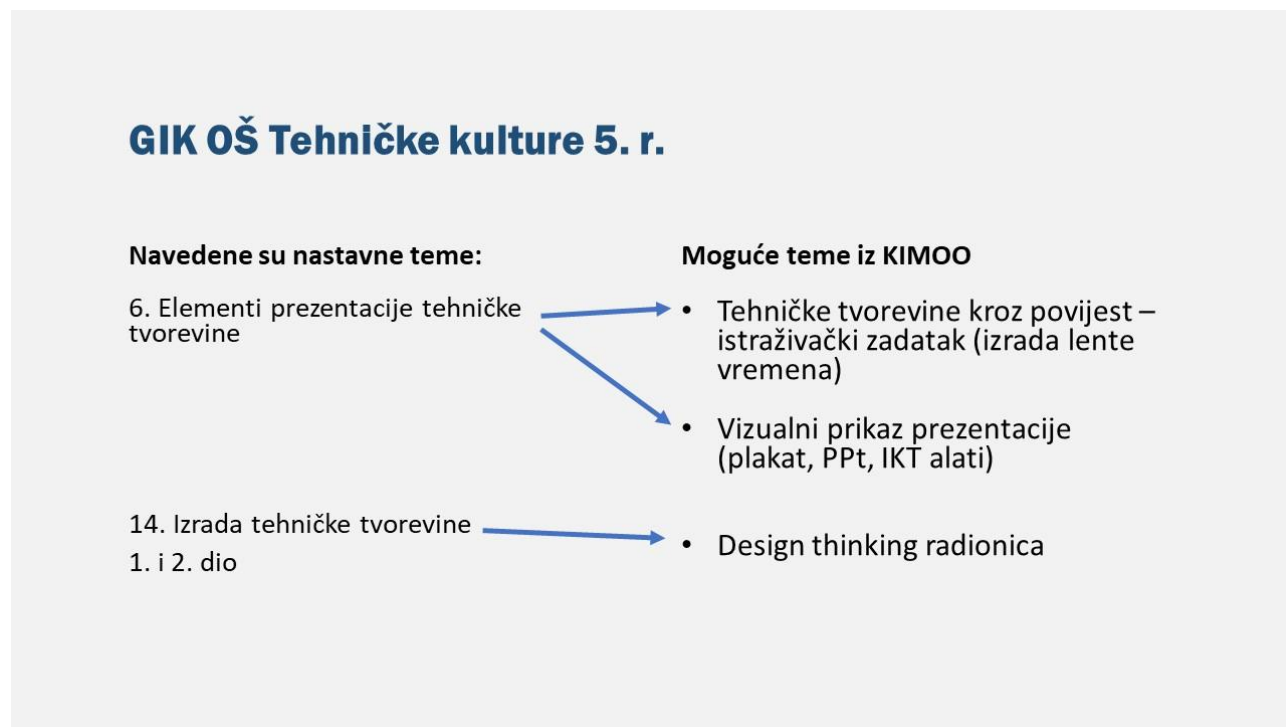 GIK OŠ Tehničke kulture 5. r.
Navedene su nastavne teme:
6. Elementi prezentacije tehničke
tvorevine
14. Izrada tehničke tvorevine
1. i 2. dio
Moguće teme iz KIMOO
• Tehničke tvorevine kroz povijest –
istraživački zadatak (izrada lente
vremena)
• Vizualni prikaz prezentacije
(plakat, PPt, IKT alati)
• Design thinking radionica